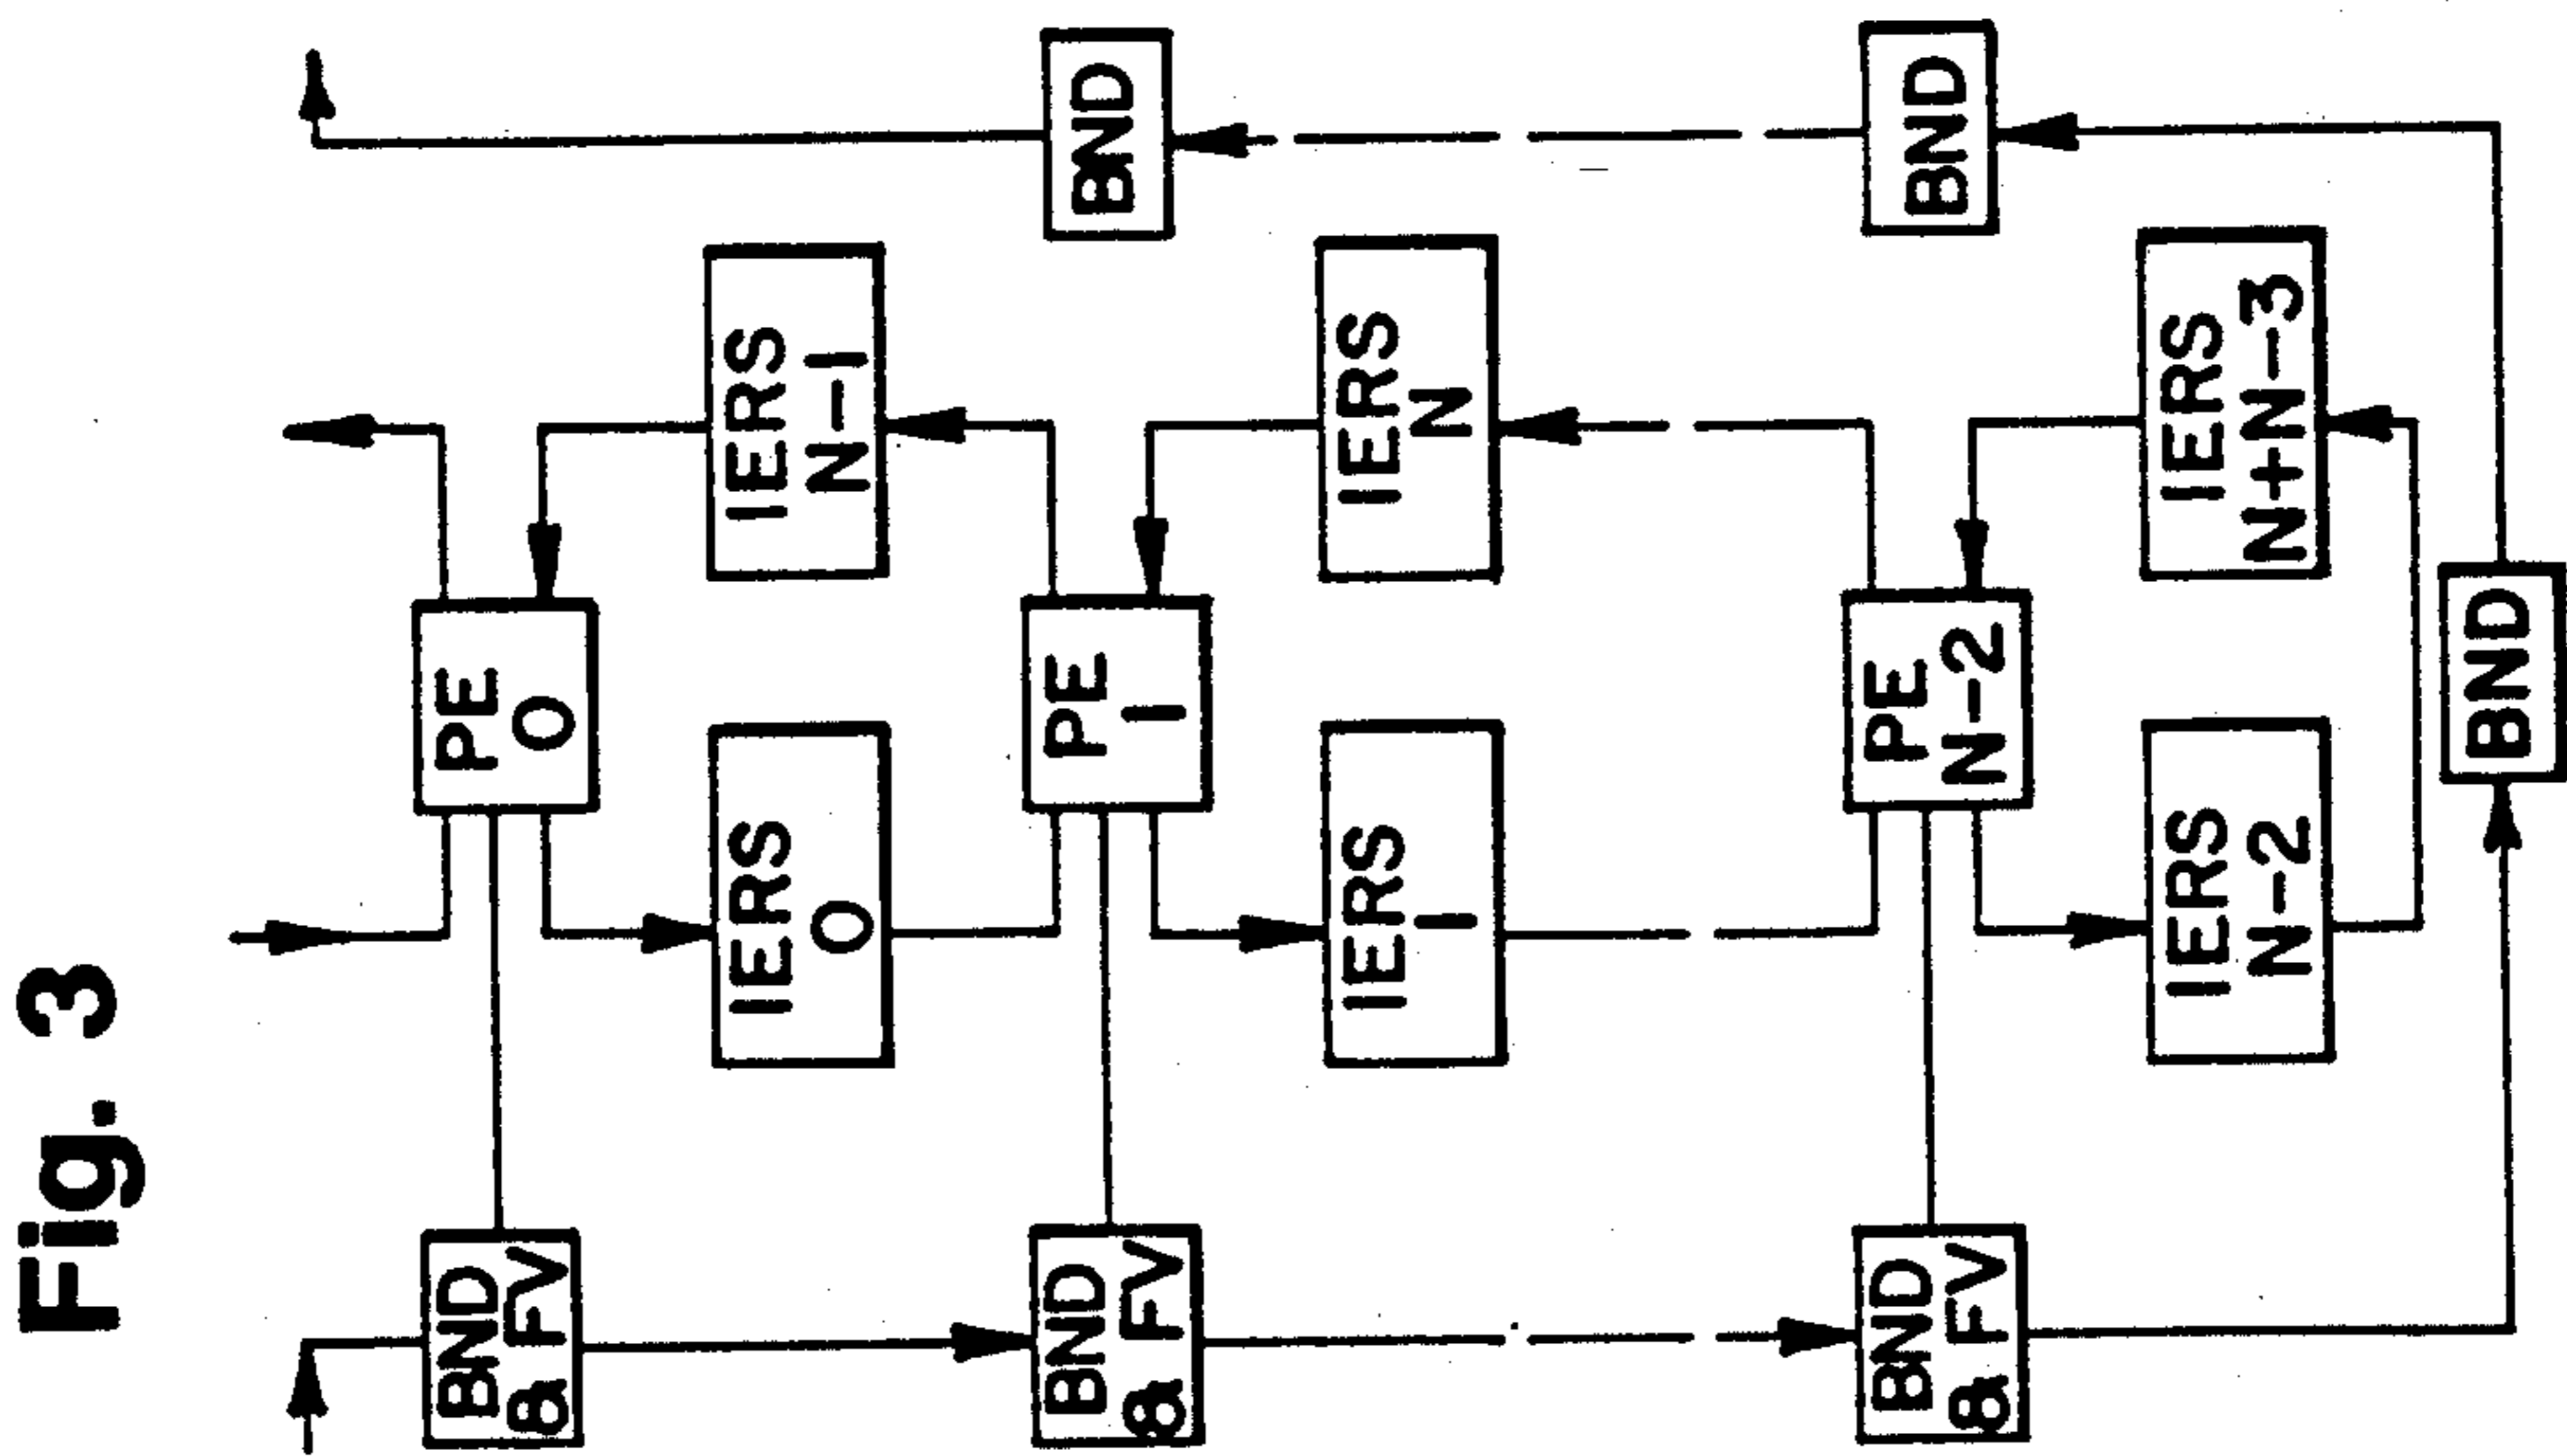 Fig. 3
BND
& FV
PE
0
IERS
0
IERS
N-1
BND
& FV
PE
1
BND
IERS
1
IERS
N
BND
& FV
PE
N-2
BND
IERS
N-2
IERS
N+N-3
BND